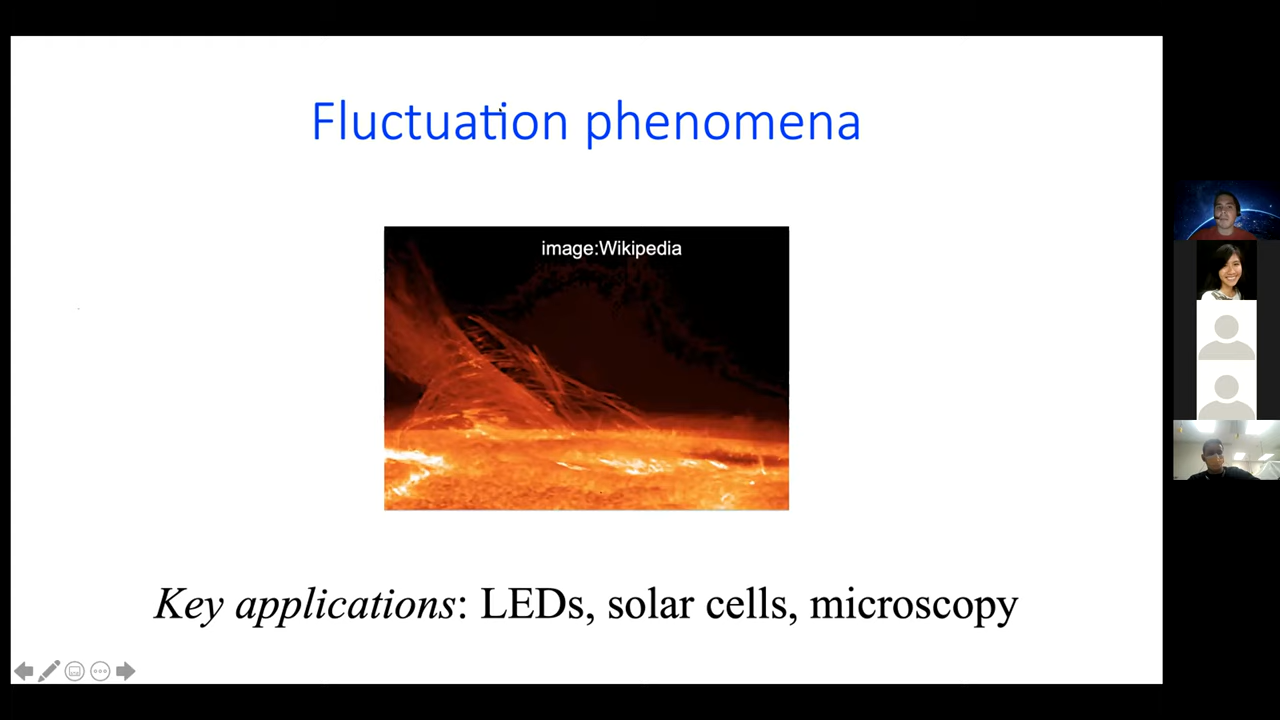 Fluctuation phenomena
image:Wikipedia
Key applications: LEDs, solar cells, microscopy